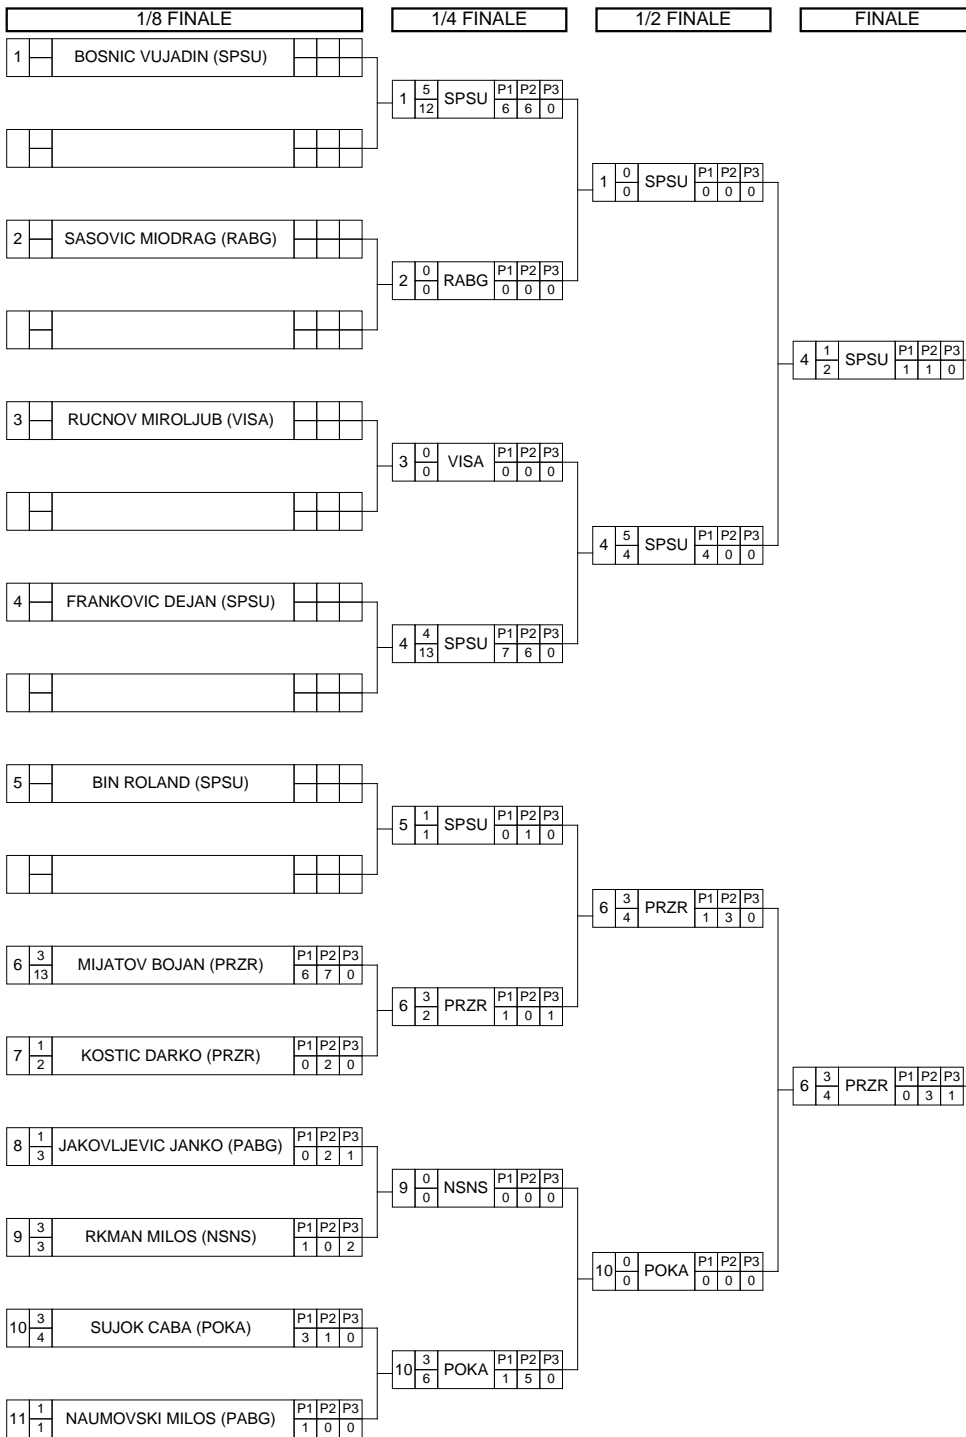 1/8 FINALE 1/4 FINALE 1/2 FINALE FINALE
1 BOSNIC VUJADIN (SPSU)
1 5 12 SPSU P1 P2 P3 6 6 0
1 0 0 SPSU P1 P2 P3 0 0 0
2 SASOVIC MIODRAG (RABG)
2 0 0 RABG P1 P2 P3 0 0 0
4 1 2 SPSU P1 P2 P3 1 1 0
3 RUCNOV MIROLJUB (VISA)
3 0 0 VISA P1 P2 P3 0 0 0
4 5 4 SPSU P1 P2 P3 4 0 0
4 FRANKOVIC DEJAN (SPSU)
4 4 13 SPSU P1 P2 P3 7 6 0
5 BIN ROLAND (SPSU)
5 1 1 SPSU P1 P2 P3 0 1 0
6 3 4 PRZR P1 P2 P3 1 3 0
6 3 13 MIJATOV BOJAN (PRZR) P1 P2 P3 6 7 0
6 3 2 PRZR P1 P2 P3 1 0 1
7 1 2 KOSTIC DARKO (PRZR) P1 P2 P3 0 2 0
6 3 4 PRZR P1 P2 P3 0 3 1
8 1 3 JAKOVLJEVIC JANKO (PABG) P1 P2 P3 0 2 1
9 0 0 NSNS P1 P2 P3 0 0 0
9 3 3 RKMAN MILOS (NSNS) P1 P2 P3 1 0 2
10 0 0 POKA P1 P2 P3 0 0 0
10 3 4 SUJOK CABA (POKA) P1 P2 P3 3 1 0
10 3 6 POKA P1 P2 P3 1 5 0
11 1 1 NAUMOVSKI MILOS (PABG) P1 P2 P3 1 0 0